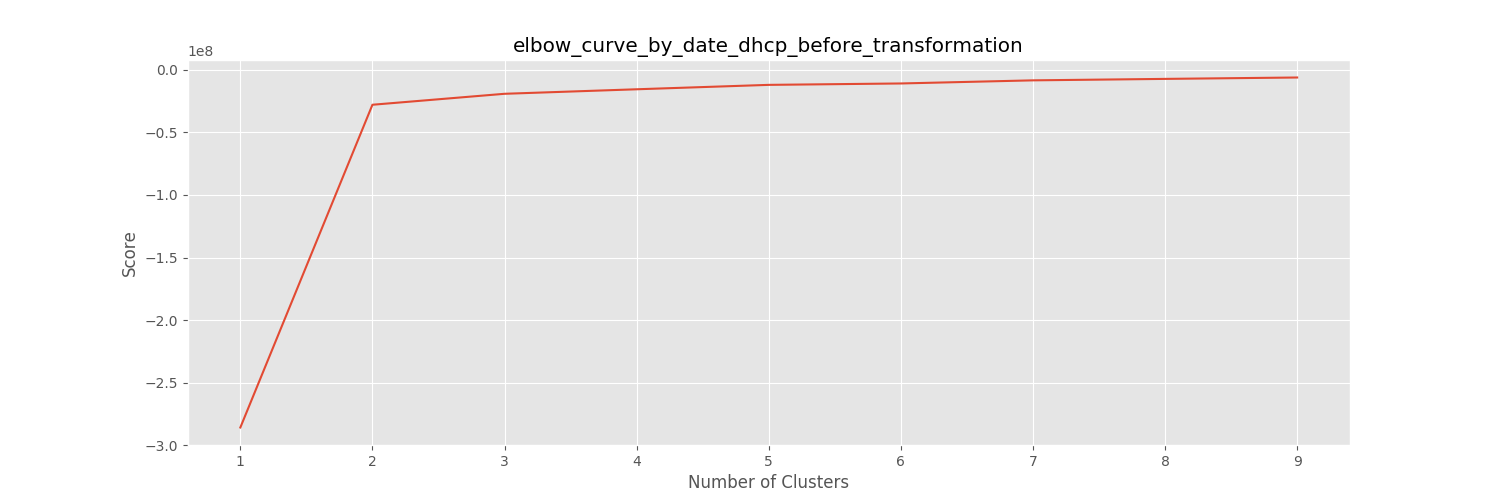 elbow_curve_by_date_dhcp_before_transformation
1e8
0.0
−0.5
−1.0
−1.5
−2.0
−2.5
−3.0
Score
1 2 3 4 5 6 7 8 9
Number of Clusters